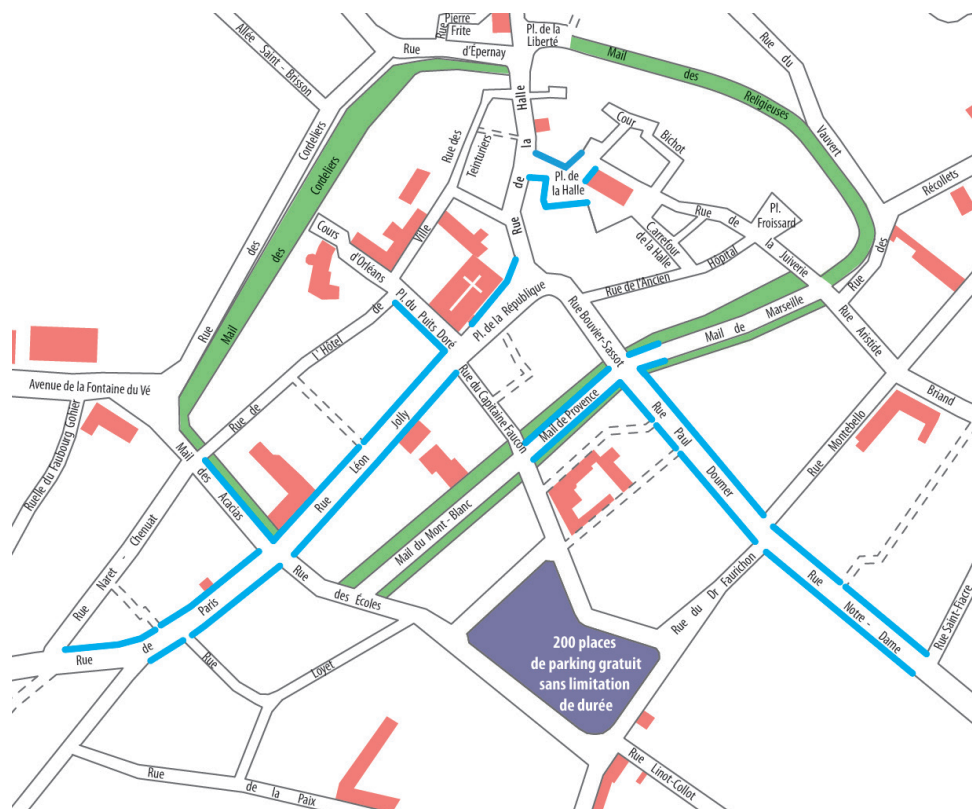 Pierre
Rue Frite
Pl. de la
Liberté
Allée Saint - Brisson
Rue d'Épernay
Mail des Religieuses
Rue du Vauvert
Rue des Cordeliers
Mail des Cordeliers
Rue des Teinturiers
Rue de la Halle
Cour Bichot
Pl. de
la Halle
Récollets
Rue des
Pl.
Froissard
Rue de la Juiverie
Carrefour
de la Halle
Cours d'Orléans
Rue de l'Hôtel de Ville
Rue de l'Ancien Hôpital
Pl. du Puits Doré
Pl. de la République
Rue Bouvier-Sassot
Mail de Marseille
Rue Aristide Briand
Avenue de la Fontaine du Vé
Ruelle du Faubourg Gohier
Rue du Capitaine Faucon
Mail de Provence
Rue Léon Jolly
Rue Paul Doumer
Rue Montebello
Mail des Acacias
Rue Naret - Chenuat
Mail du Mont - Blanc
Rue des Écoles
Rue de Paris
Rue du Dr Faurichon
Rue Notre - Dame
Rue Saint-Fiacre
Rue Loyet
200 places
de parking gratuit
sans limitation
de durée
Rue Linot-Collot
Rue de la Paix